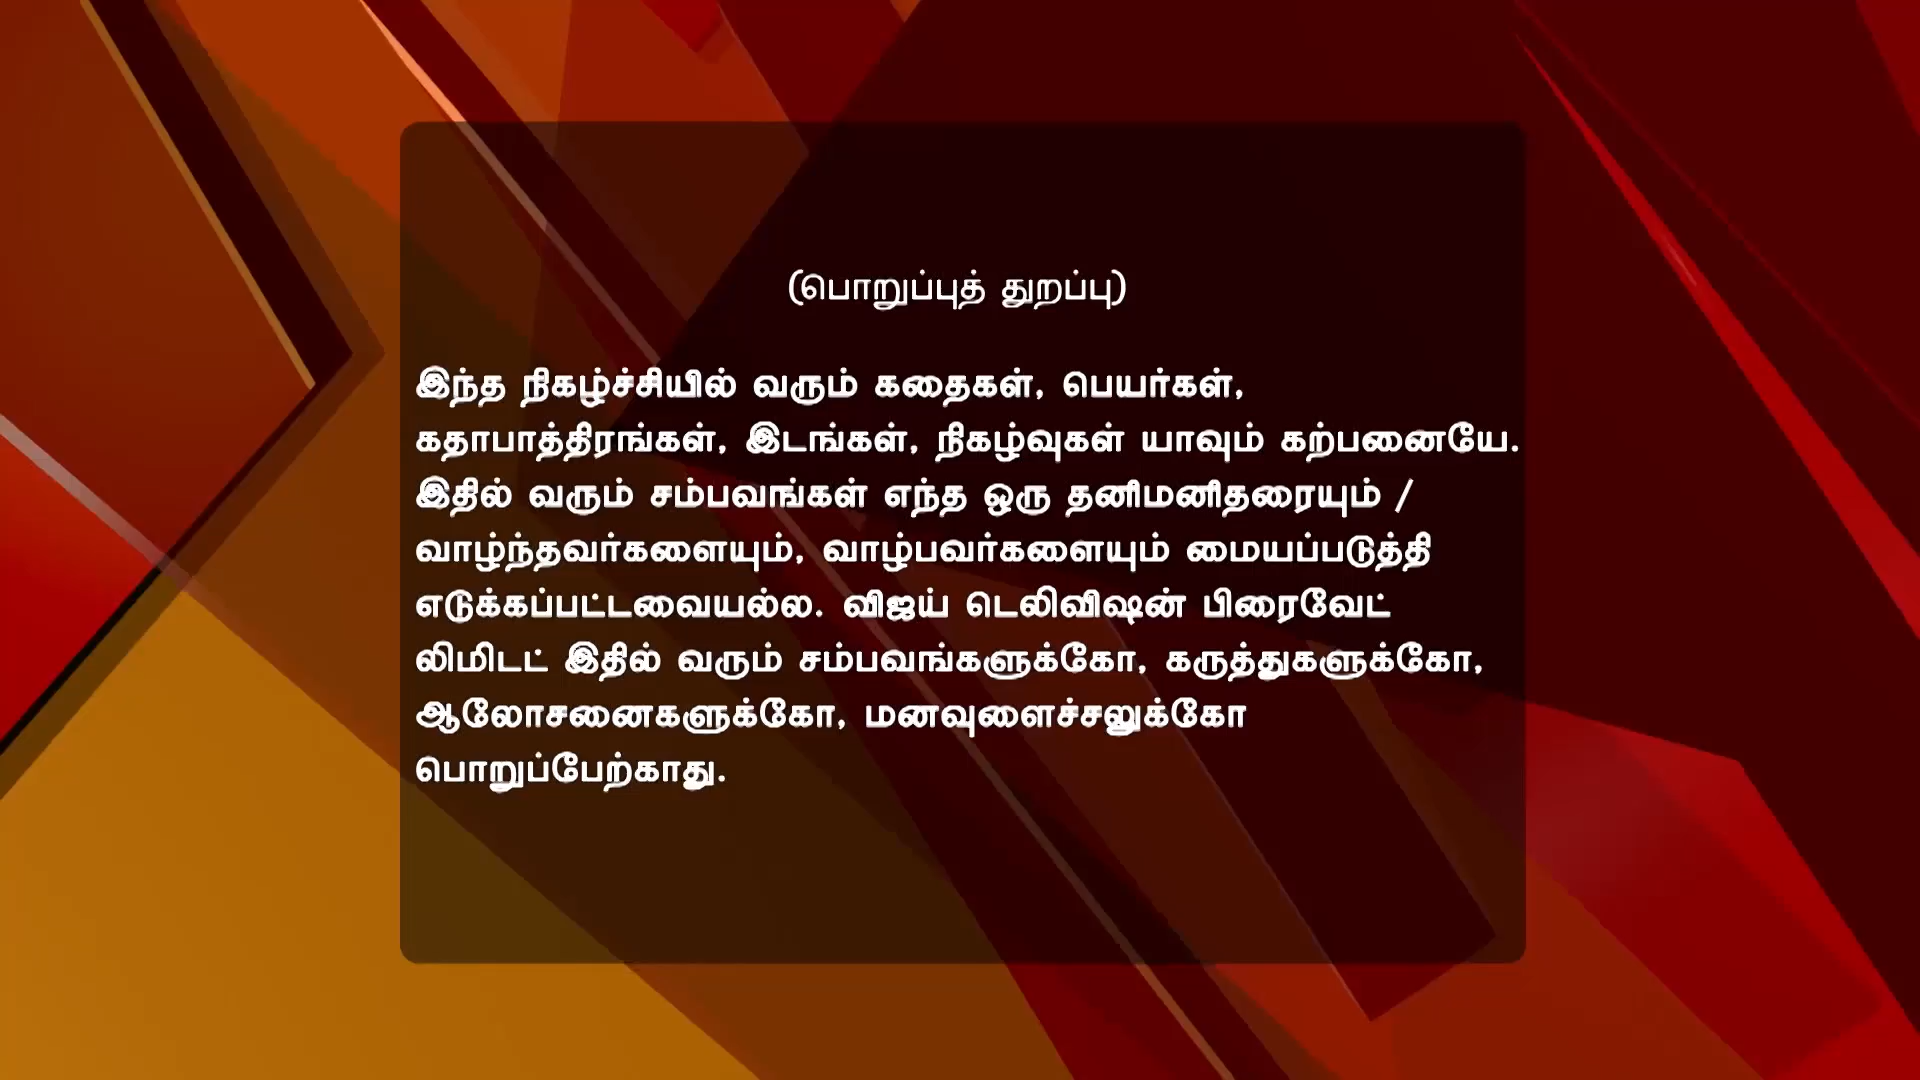 (பொறுப்புத் துறப்பு)
இந்த நிகழ்ச்சியில் வரும் கதைகள், பெயர்கள்,
கதாபாத்திரங்கள், இடங்கள், நிகழ்வுகள் யாவும் கற்பனையே.
இதில் வரும் சம்பவங்கள் எந்த ஒரு தனிமனிதரையும் /
வாழ்ந்தவர்களையும், வாழ்பவர்களையும் மையப்படுத்தி
எடுக்கப்பட்டவையல்ல. விஜய் டெலிவிஷன் பிரைவேட்
லிமிடட் இதில் வரும் சம்பவங்களுக்கோ, கருத்துகளுக்கோ,
ஆலோசனைகளுக்கோ, மனவுளைச்சலுக்கோ
பொறுப்பேற்காது.